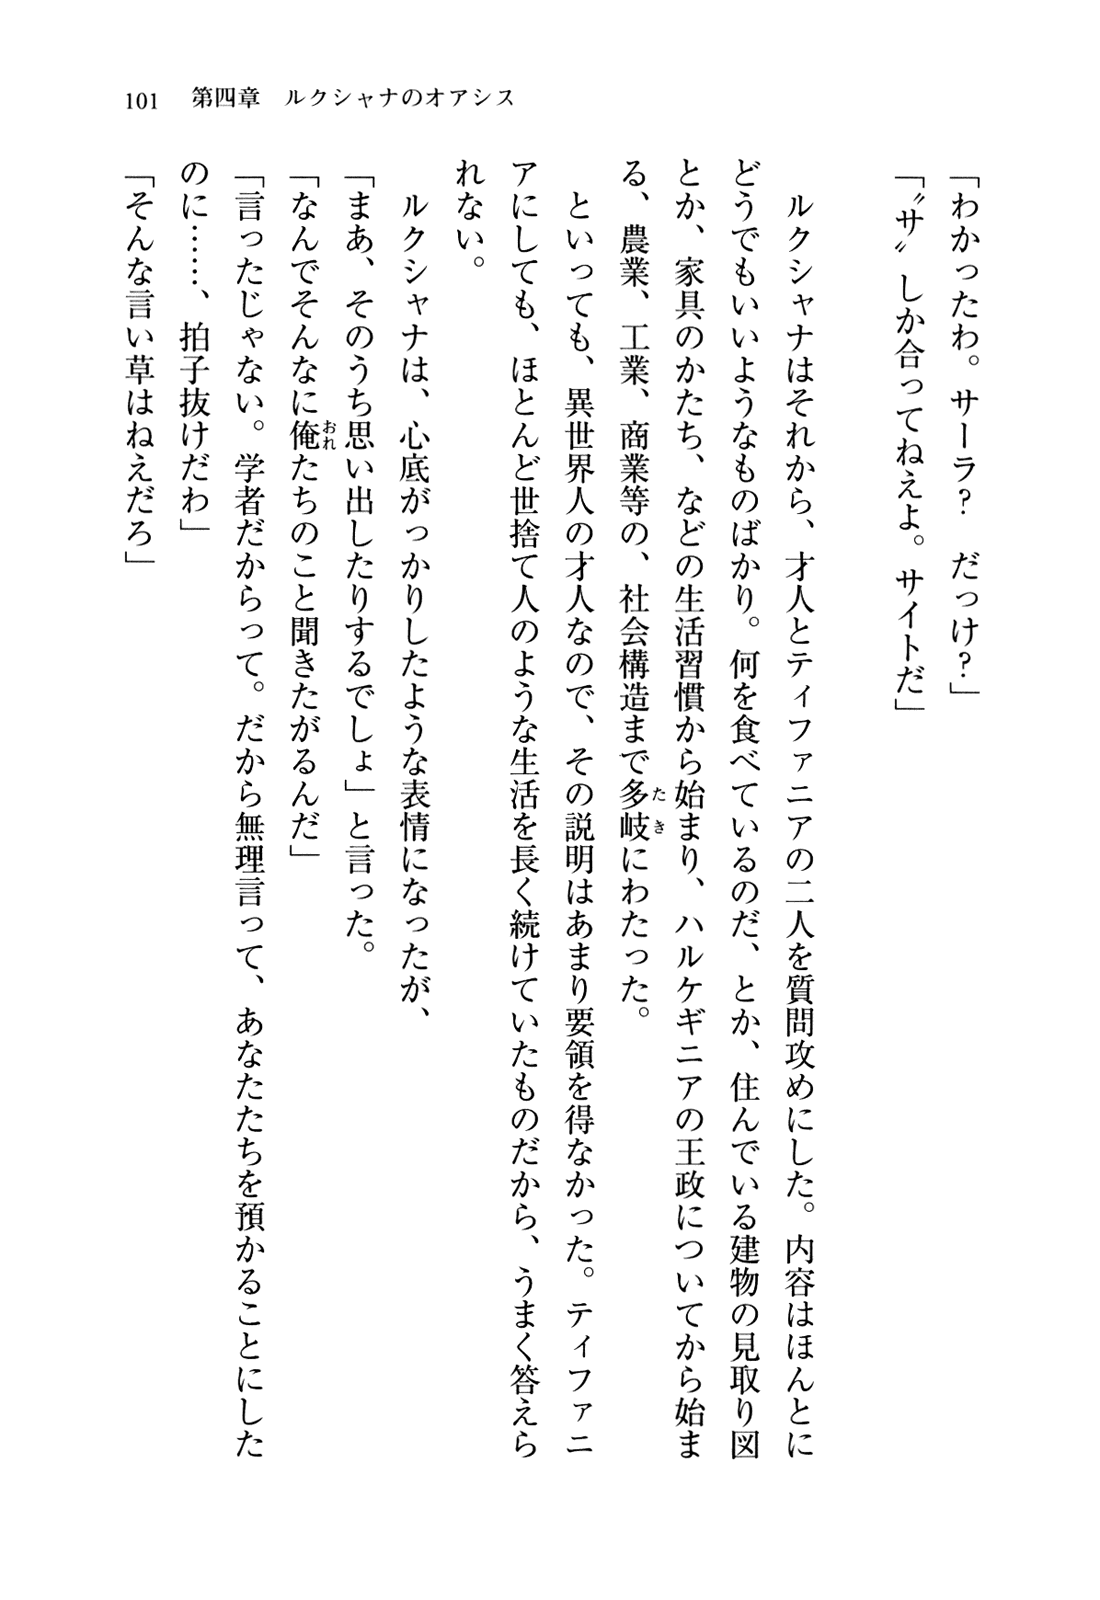 101　第四章　ルクシャナのオアシス
「わかったわ。サーラ？　だっけ？」
「〝サ〟しか合ってねえよ。サイトだ」
ルクシャナはそれから、才人とティファニアの二人を質問攻めにした。内容はほんとに
どうでもいいようなものばかり。何を食べているのだ、とか、住んでいる建物の見取り図
とか、家具のかたち、などの生活習慣から始まり、ハルケギニアの王政についてから始ま
る、農業、工業、商業等の、社会構造まで多岐にわたった。
といっても、異世界人の才人なので、その説明はあまり要領を得なかった。ティファニ
アにしても、ほとんど世捨て人のような生活を長く続けていたものだから、うまく答えら
れない。
ルクシャナは、心底がっかりしたような表情になったが、
「まあ、そのうち思い出したりするでしょ」と言った。
「なんでそんなに俺たちのこと聞きたがるんだ」
「言ったじゃない。学者だからって。だから無理言って、あなたたちを預かることにした
のに……、拍子抜けだわ」
「そんな言い草はねえだろ」